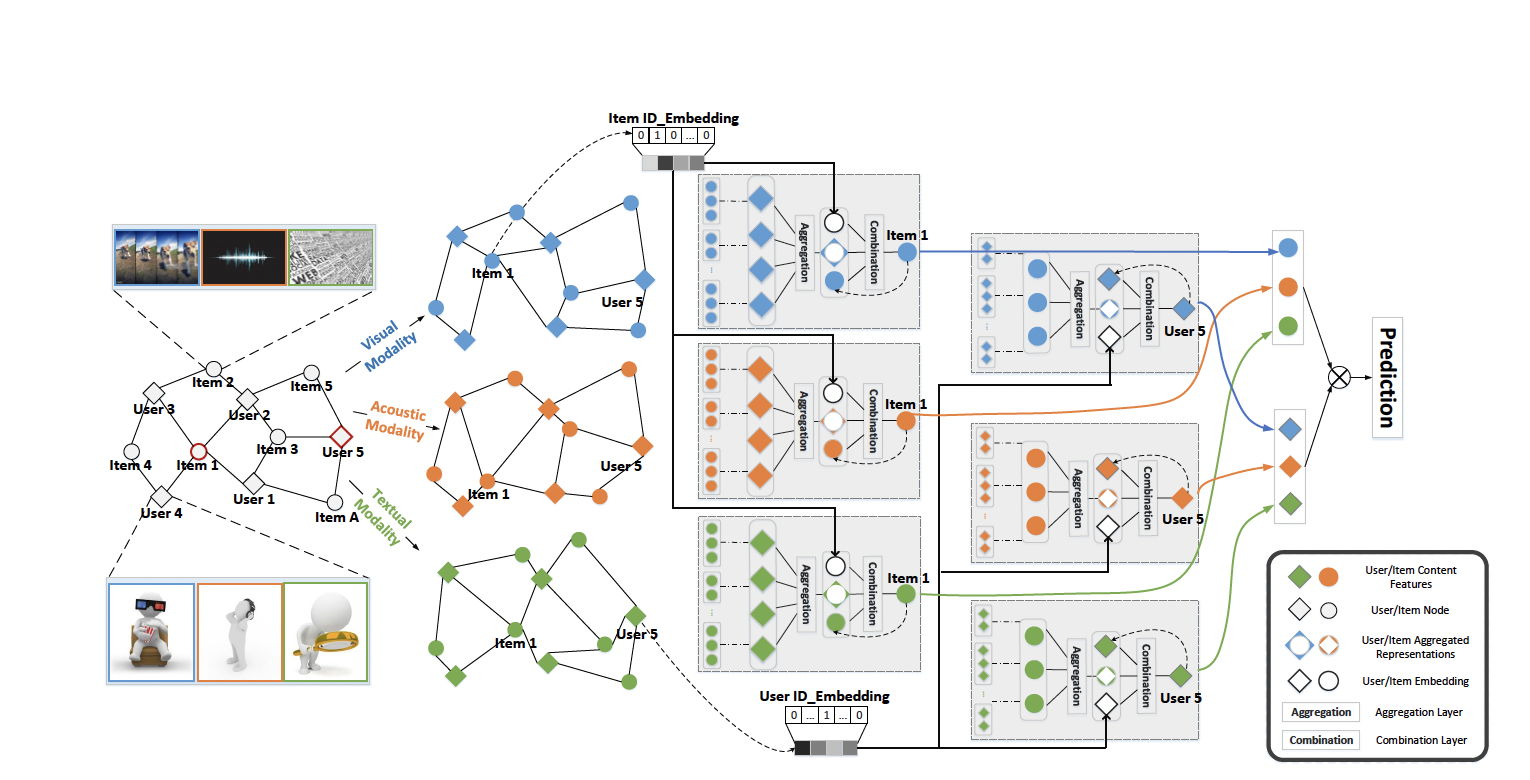 Item ID_Embedding
0 1 0 ... 0
Item 1
User 5
Visual
Modality
Item 2
Item 5
User 3
User 2
Item 3
User 5
Item 4
Item 1
User 1
Item A
User 4
Acoustic
Modality
Item 1
User 5
Textual
Modality
Item 1
User 5
Aggregation
Combination
Item 1
Aggregation
Combination
Item 1
Aggregation
Combination
Item 1
Aggregation
Combination
User 5
Aggregation
Combination
User 5
Aggregation
Combination
User 5
User ID_Embedding
0 ... 1 ... 0
Prediction
User/Item Content
Features
User/Item Node
User/Item Aggregated
Representations
User/Item Embedding
Aggregation Aggregation Layer
Combination Combination Layer